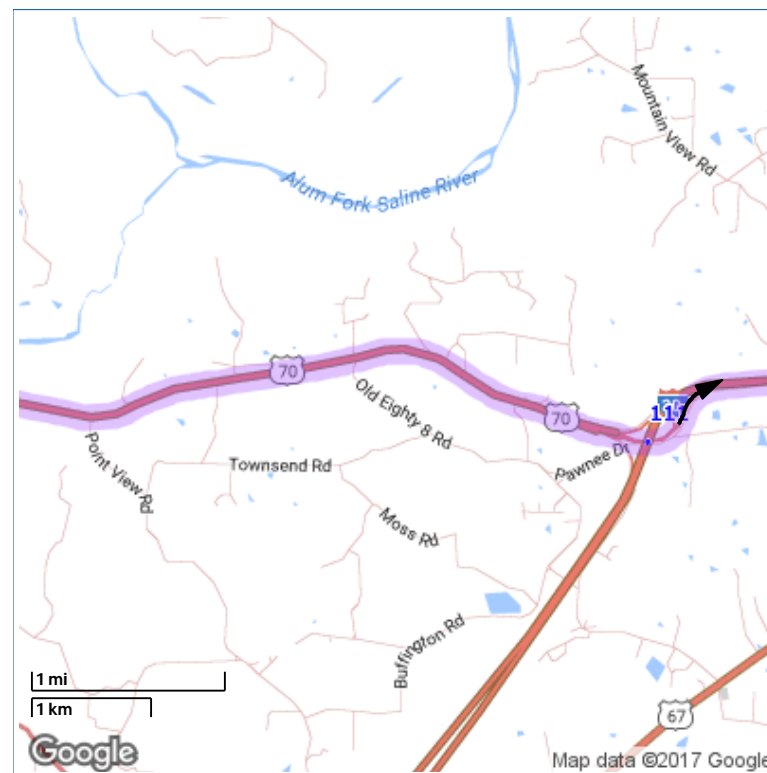 Mountain View Rd
Alum Fork Saline River
70
Old Eighty 8 Rd
70
111
Point View Rd
Townsend Rd
Pawnee Dr
Moss Rd
Buffington Rd
1 mi
1 km
67
Google
Map data ©2017 Google